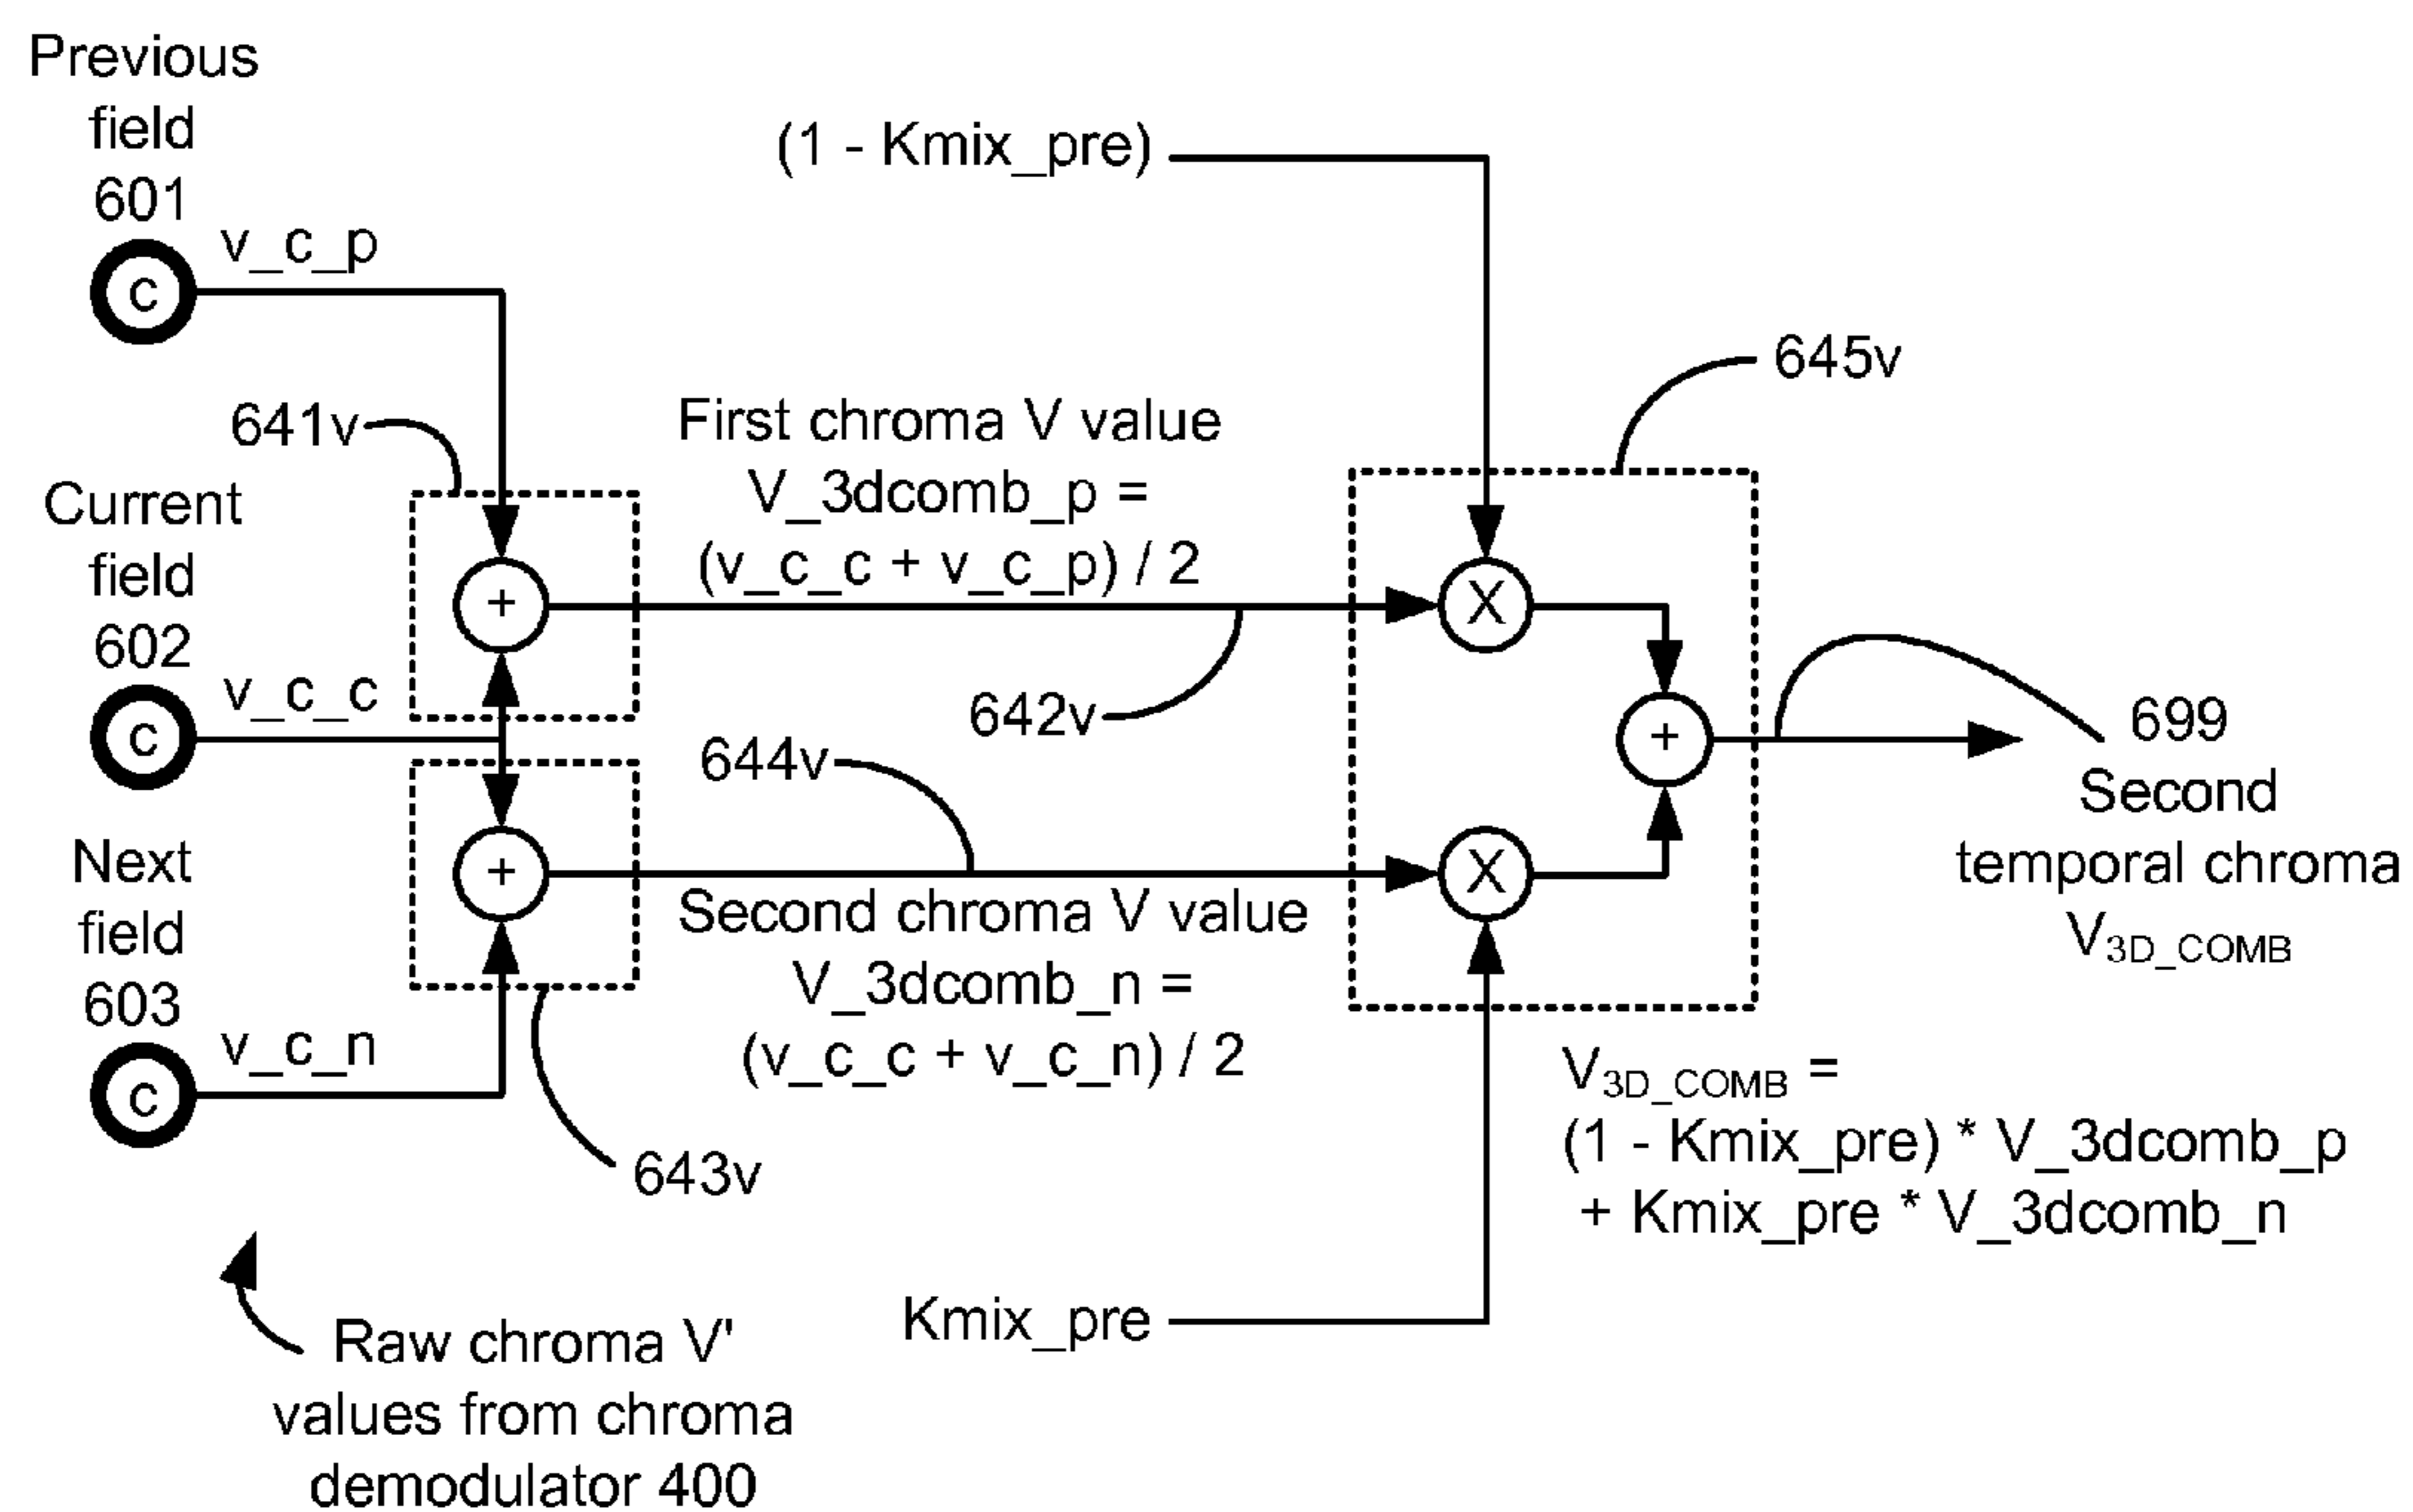 Previous
field
601
v_c_p
c
(1 - Kmix_pre)
645v
641v
First chroma V value
V_3dcomb_p =
(v_c_c + v_c_p) / 2
Current
field
602
v_c_c
c
+
X
642v
644v
+
699
Second
temporal chroma
V3D_COMB
Next
field
603
v_c_n
c
+
X
Second chroma V value
V_3dcomb_n =
(v_c_c + v_c_n) / 2
643v
V3D_COMB =
(1 - Kmix_pre) * V_3dcomb_p
+ Kmix_pre * V_3dcomb_n
Kmix_pre
Raw chroma V'
values from chroma
demodulator 400